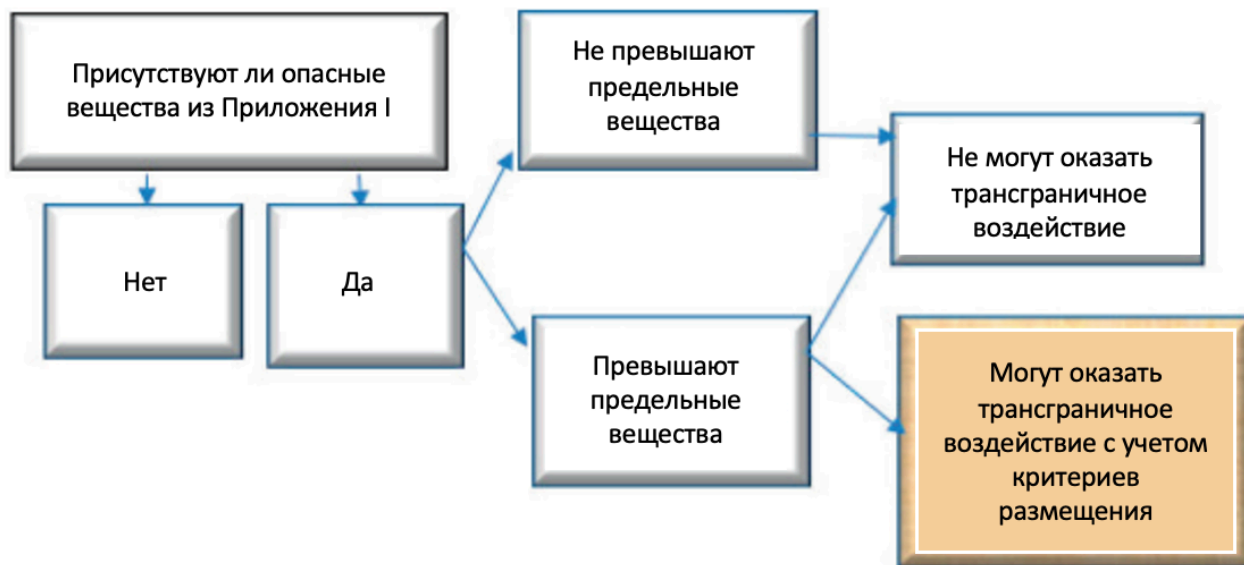 Присутствуют ли опасные
вещества из Приложения I
Нет
Да
Не превышают
предельные
вещества
Превышают
предельные
вещества
Не могут оказать
трансграничное
воздействие
Могут оказать
трансграничное
воздействие с учетом
критериев
размещения